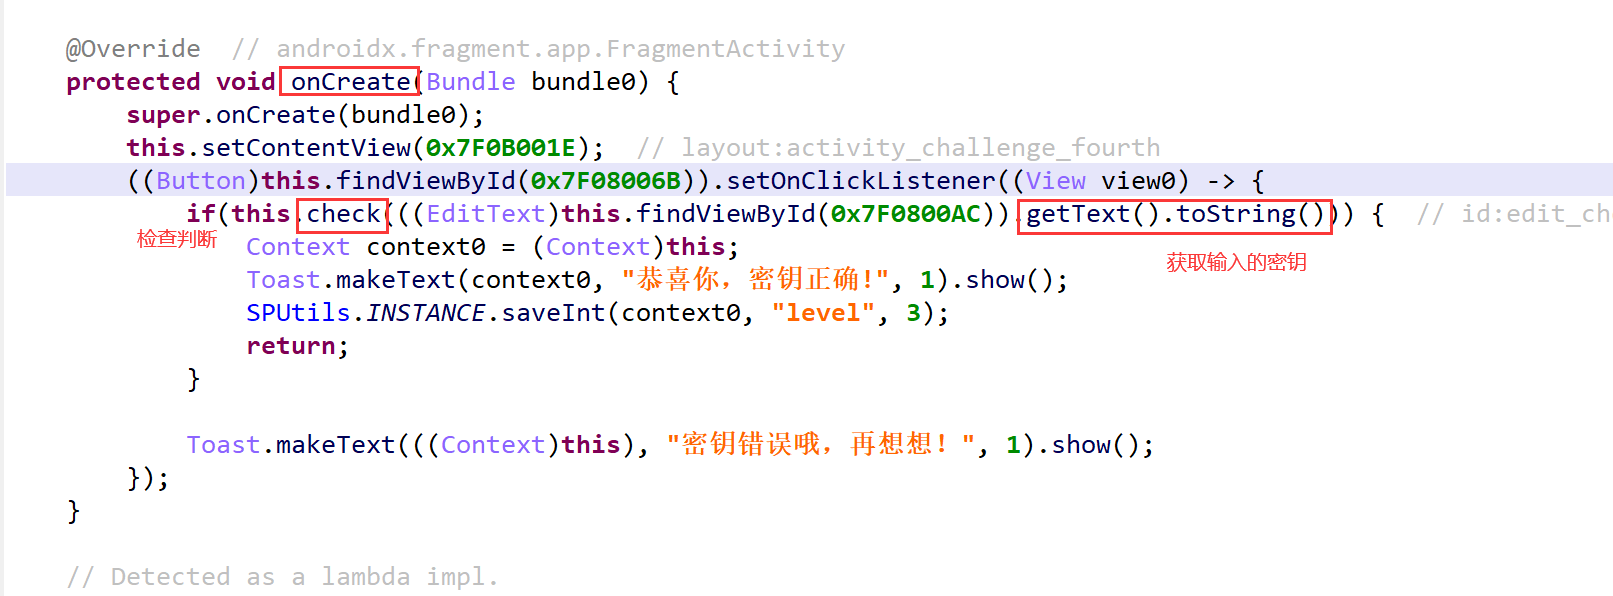 @Override  // androidx.fragment.app.FragmentActivity
protected void onCreate(Bundle bundle0) {
super.onCreate(bundle0);
this.setContentView(0x7F0B001E);  // layout:activity_challenge_fourth
((Button)this.findViewById(0x7F08006B)).setOnClickListener((View view0) -> {
if(this.check(((EditText)this.findViewById(0x7F0800AC)).getText().toString())) {  // id:edit_ch
检查判断
Context context0 = (Context)this;
获取输入的密钥
Toast.makeText(context0, "恭喜你，密钥正确!", 1).show();
SPUtils.INSTANCE.saveInt(context0, "level", 3);
return;
}
Toast.makeText(((Context)this), "密钥错误哦，再想想！", 1).show();
});
}
// Detected as a lambda impl.